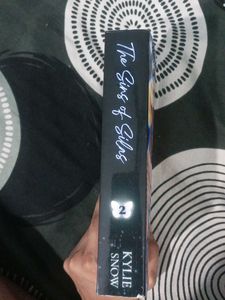 The Sins of Silas
2
KYLIE
SNOW